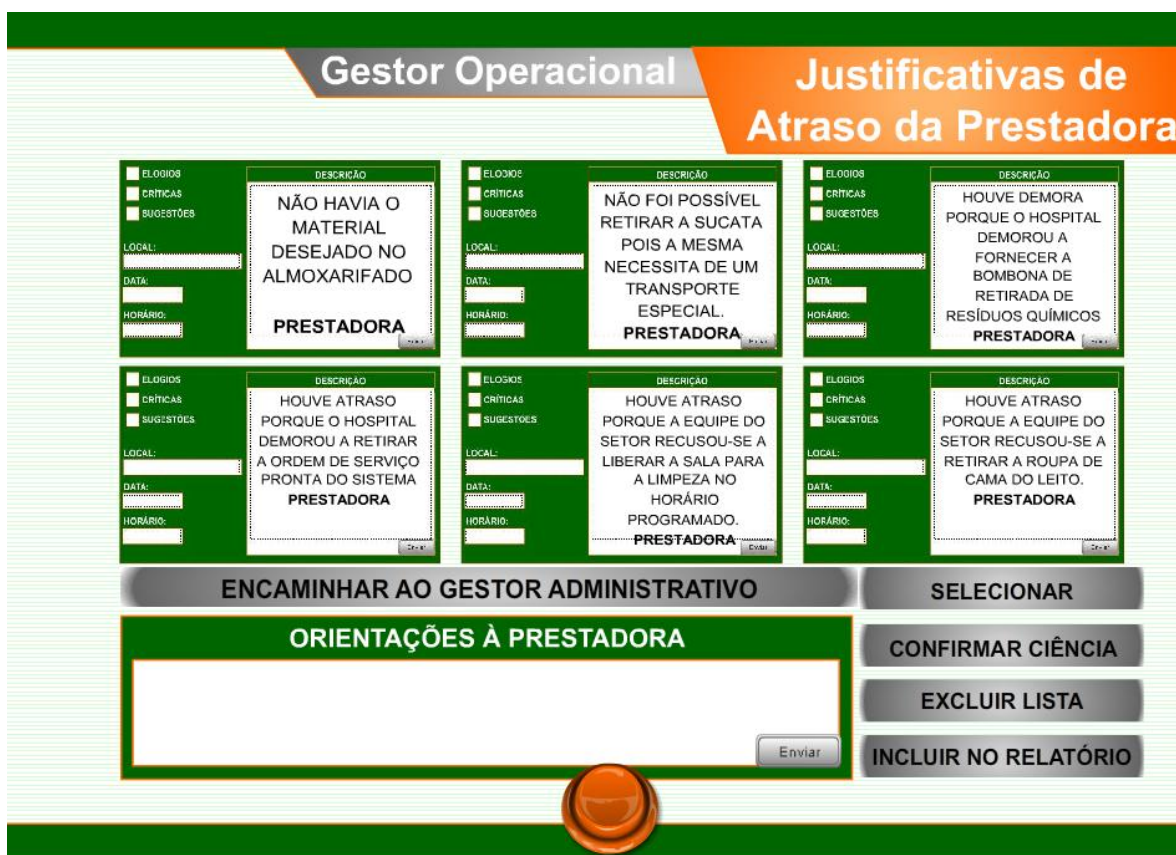 Gestor Operacional
Justificativas de
Atraso da Prestadora
ELOGIOS
CRÍTICAS
SUGESTÕES
LOCAL:
DATA:
HORÁRIO:
DESCRIÇÃO
NÃO HAVIA O
MATERIAL
DESEJADO NO
ALMOXARIFADO
PRESTADORA
Enviar
ELOGIOS
CRÍTICAS
SUGESTÕES
LOCAL:
DATA:
HORÁRIO:
DESCRIÇÃO
NÃO FOI POSSÍVEL
RETIRAR A SUCATA
POIS A MESMA
NECESSITA DE UM
TRANSPORTE
ESPECIAL.
PRESTADORA
Enviar
ELOGIOS
CRÍTICAS
SUGESTÕES
LOCAL:
DATA:
HORÁRIO:
DESCRIÇÃO
HOUVE DEMORA
PORQUE O HOSPITAL
DEMOROU A
FORNECER A
BOMBONA DE
RETIRADA DE
RESÍDUOS QUÍMICOS
PRESTADORA
Enviar
ELOGIOS
CRÍTICAS
SUGESTÕES
LOCAL:
DATA:
HORÁRIO:
DESCRIÇÃO
HOUVE ATRASO
PORQUE O HOSPITAL
DEMOROU A RETIRAR
A ORDEM DE SERVIÇO
PRONTA DO SISTEMA
PRESTADORA
Enviar
ELOGIOS
CRÍTICAS
SUGESTÕES
LOCAL:
DATA:
HORÁRIO:
DESCRIÇÃO
HOUVE ATRASO
PORQUE A EQUIPE DO
SETOR RECUSOU-SE A
LIBERAR A SALA PARA
A LIMPEZA NO
HORÁRIO
PROGRAMADO.
PRESTADORA
Enviar
ELOGIOS
CRÍTICAS
SUGESTÕES
LOCAL:
DATA:
HORÁRIO:
DESCRIÇÃO
HOUVE ATRASO
PORQUE A EQUIPE DO
SETOR RECUSOU-SE A
RETIRAR A ROUPA DE
CAMA DO LEITO.
PRESTADORA
Enviar
ENCAMINHAR AO GESTOR ADMINISTRATIVO
SELECIONAR
ORIENTAÇÕES À PRESTADORA
Enviar
CONFIRMAR CIÊNCIA
EXCLUIR LISTA
INCLUIR NO RELATÓRIO